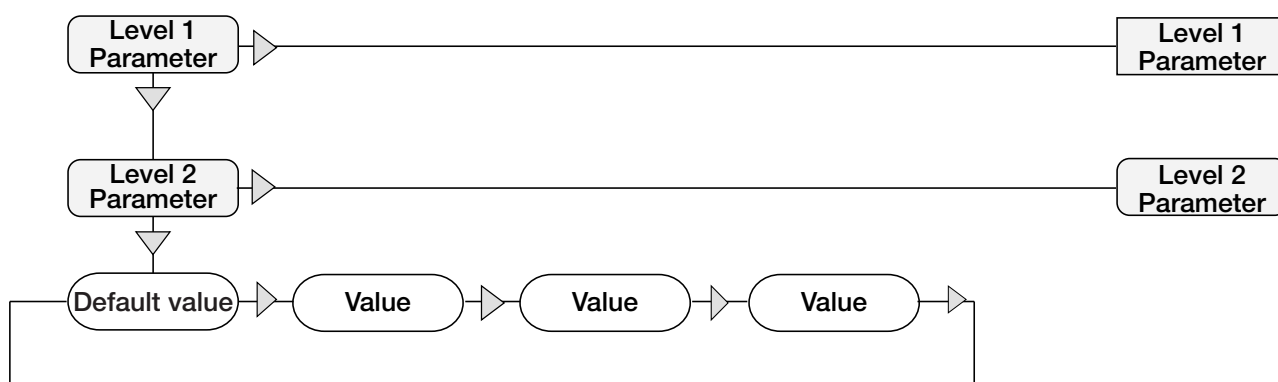 Level 1
Parameter
Level 1
Parameter
Level 2
Parameter
Level 2
Parameter
Default value
Value
Value
Value